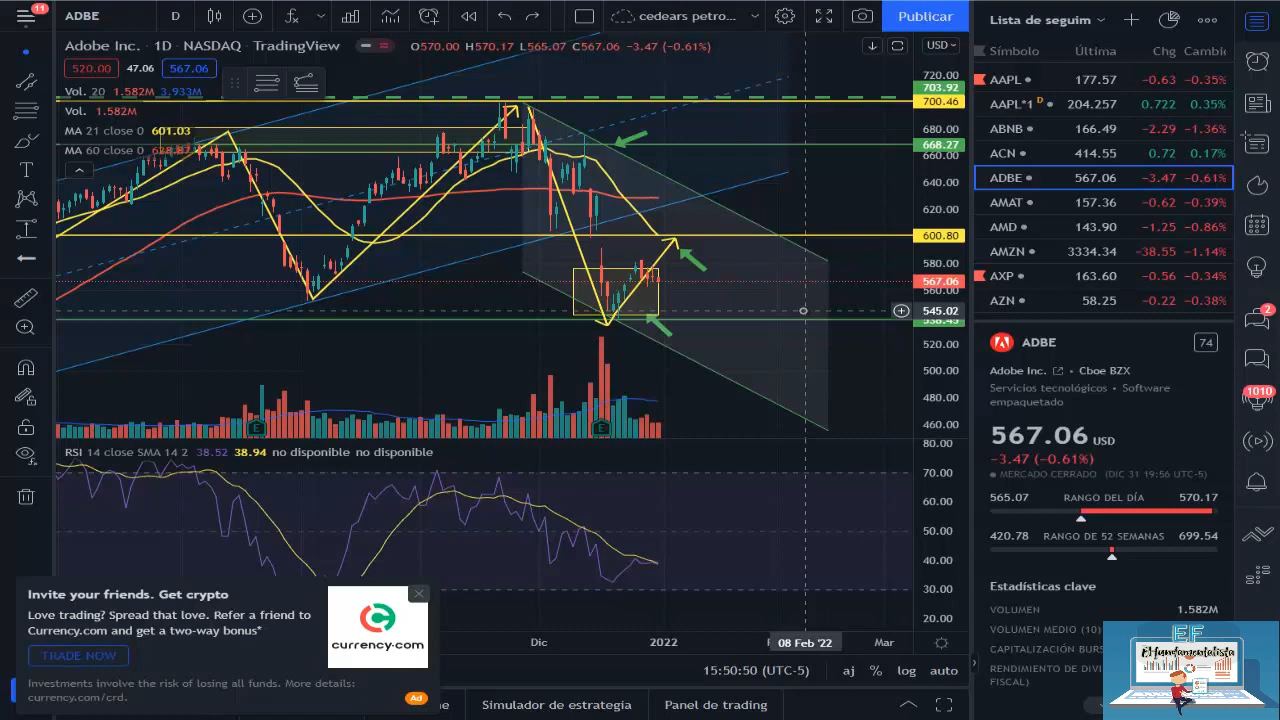 11
ADBE
D
cedears petro
Publicar
Lista de seguim
Adobe Inc. · 1D · NASDAQ · TradingView
O570.00 H570.17 L565.07 C567.06 −3.47 (−0.61%)
USD
520.00 47.06 567.06
Vol. 20 1.582M 3.933M
Vol. 1.582M
MA 21 close 0 601.03
MA 60 close 0 628.87
720.00
703.92
700.46
680.00
668.27
660.00
640.00
620.00
600.80
580.00
567.06
560.00
545.02
538.45
520.00
500.00
480.00
460.00
E
E
RSI 14 close SMA 14 2 38.52 38.94 no disponible no disponible
80.00
70.00
60.00
50.00
40.00
30.00
20.00
Dic
2022
08 Feb '22
Mar
15:50:50 (UTC-5)
aj % log auto
Simulador de estrategia
Panel de trading
Invite your friends. Get crypto
Love trading? Spread that love. Refer a friend to
Currency.com and get a two-way bonus*
TRADE NOW
Investments involve the risk of losing all funds. More details:
currency.com/crd.
currency.com
Ad
Símbolo Última Chg Cambic
AAPL 177.57 −0.63 −0.35%
AAPL*1 D 204.257 0.722 0.35%
ABNB 166.49 −2.29 −1.36%
ACN 414.55 0.72 0.17%
ADBE 567.06 −3.47 −0.61%
AMAT 157.36 −0.62 −0.39%
AMD 143.90 −1.25 −0.86%
AMZN 3334.34 −38.55 −1.14%
AXP 163.60 −0.56 −0.34%
AZN 58.25 −0.22 −0.38%
ADBE
74
Adobe Inc. · Cboe BZX
Servicios tecnológicos · Software
empaquetado
567.06 USD
−3.47 (−0.61%)
MERCADO CERRADO (DIC 31 19:56 UTC-5)
565.07 RANGO DEL DÍA 570.17
420.78 RANGO DE 52 SEMANAS 699.54
Estadísticas clave
VOLUMEN 1.582M
VOLUMEN MEDIO (10)
CAPITALIZACIÓN BURS
RENDIMIENTO DE DIVI
FISCAL)
2
1010
EF
ElFundamentalista